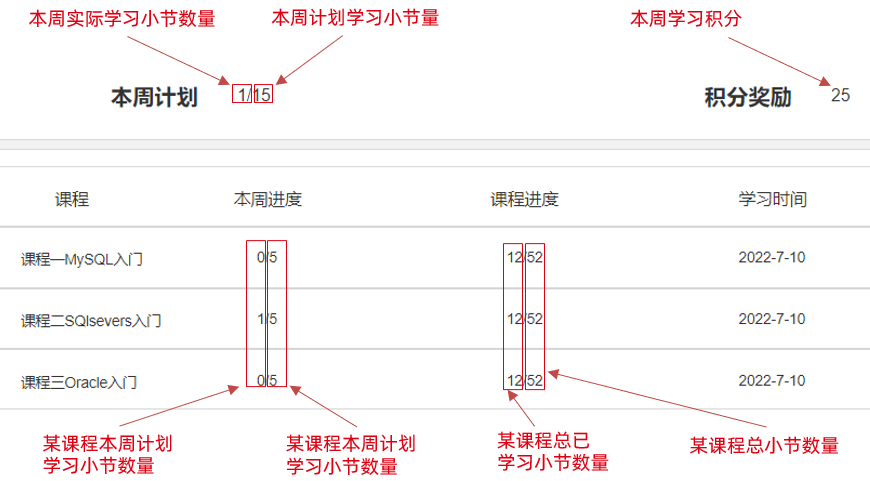 本周实际学习小节数量 本周计划学习小节量 本周学习积分
本周计划 1/15 积分奖励 25
课程 本周进度 课程进度 学习时间
课程一MySQL入门 0/5 12/52 2022-7-10
课程二SQlsevers入门 1/5 12/52 2022-7-10
课程三Oracle入门 0/5 12/52 2022-7-10
某课程本周计划
学习小节数量
某课程本周计划
学习小节数量
某课程总已
学习小节数量
某课程总小节数量